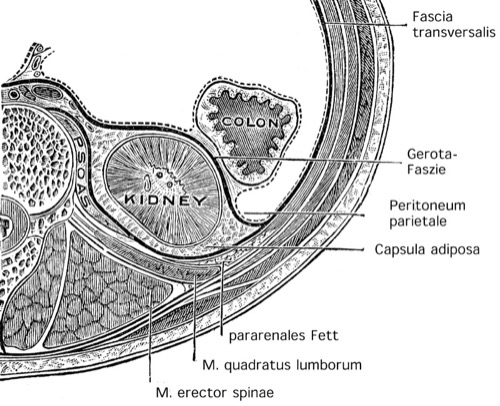 Fascia
transversalis
COLON
PSOAS
Gerota-
Faszie
KIDNEY
Peritoneum
parietale
Capsula adiposa
pararenales Fett
M. quadratus lumborum
M. erector spinae